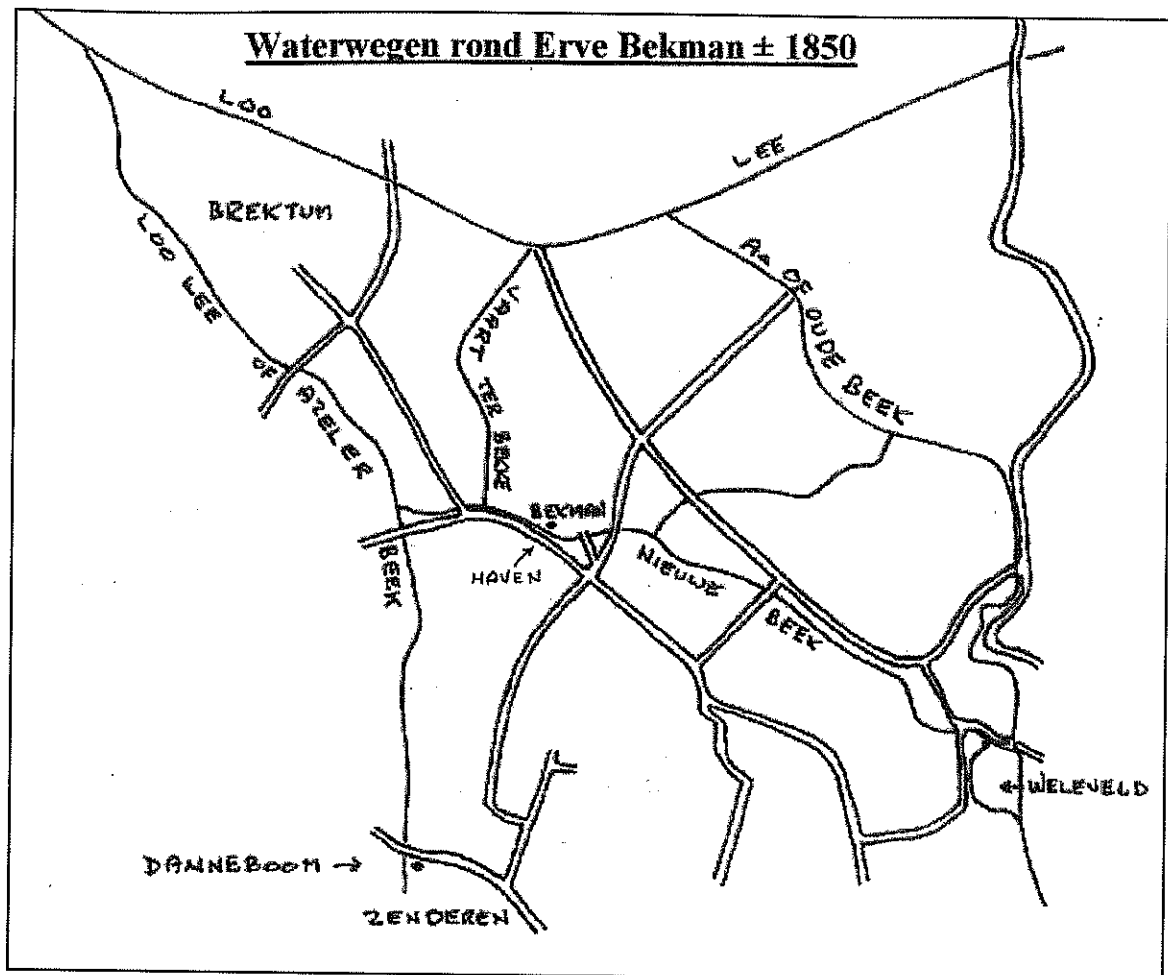 Waterwegen rond Erve Bekman ± 1850
LOO
LEE
BREKTUM
LOO LEE
OF AZELER
BEEK
VAART TER BEKKE
Aa OF OUDE BEEK
BEKMAN
HAVEN
NIEUWE
BEEK
WELEVELD
DANNEBOOM
ZENDEREN